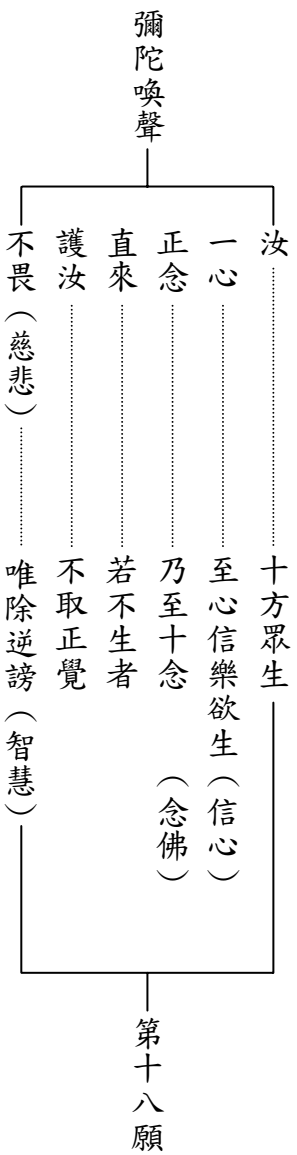 彌陀喚聲
汝 十方眾生
一心 至心信樂欲生（信心）
正念 乃至十念（念佛）
直來 若不生者
護汝 不取正覺
不畏（慈悲） 唯除逆謗（智慧）
第十八願